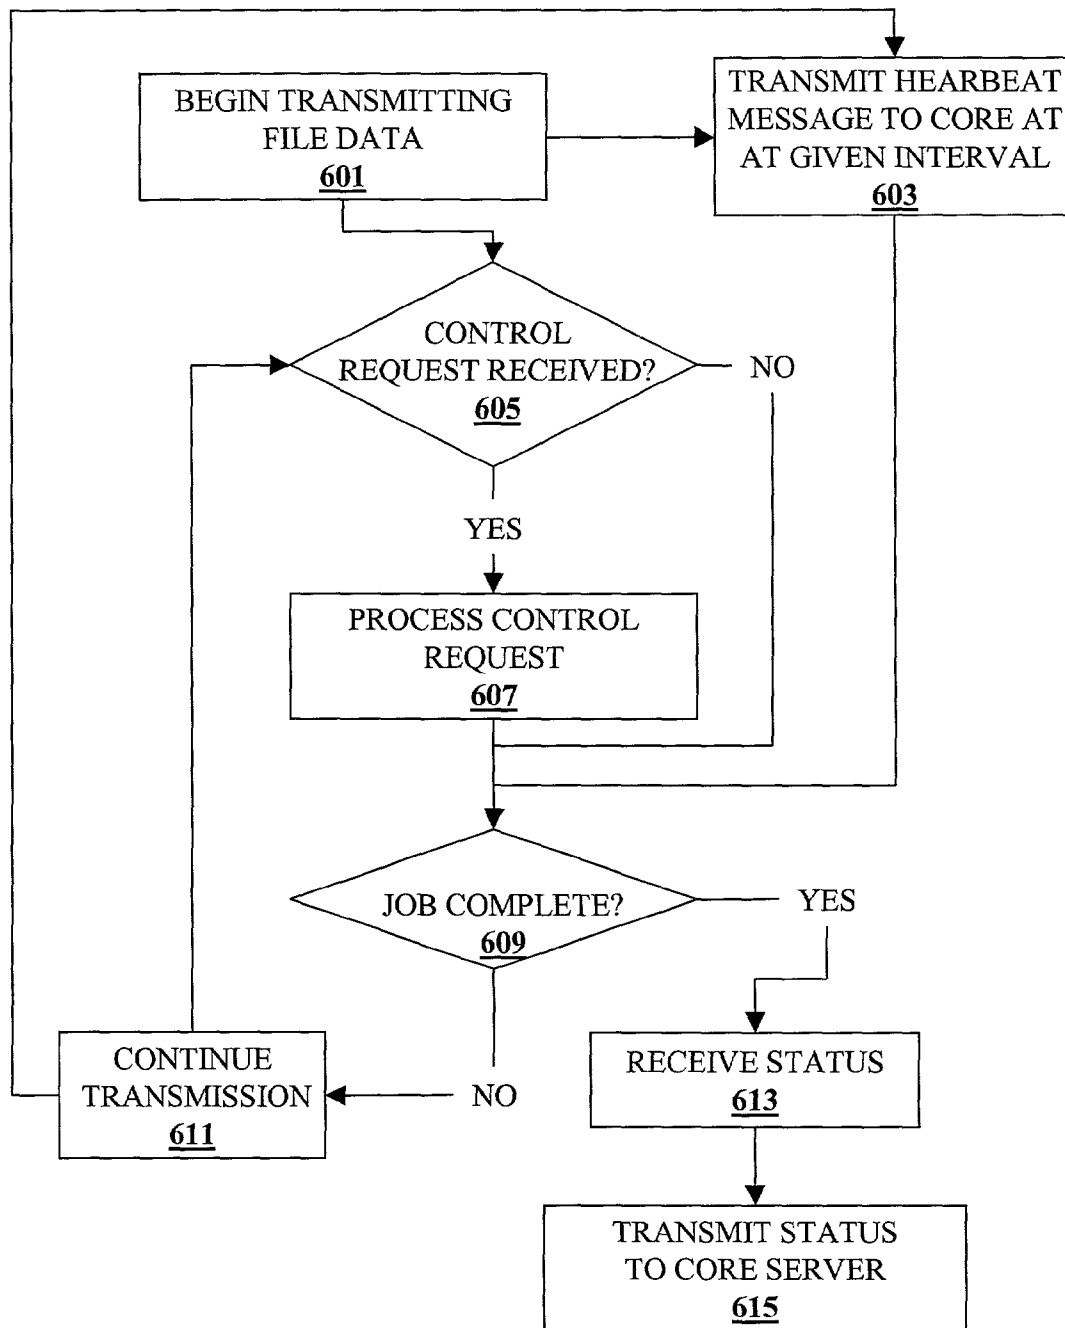 BEGIN TRANSMITTING
FILE DATA
601
TRANSMIT HEARBEAT
MESSAGE TO CORE AT
AT GIVEN INTERVAL
603
CONTROL
REQUEST RECEIVED?
605
NO
YES
PROCESS CONTROL
REQUEST
607
JOB COMPLETE?
609
YES
NO
CONTINUE
TRANSMISSION
611
RECEIVE STATUS
613
TRANSMIT STATUS
TO CORE SERVER
615